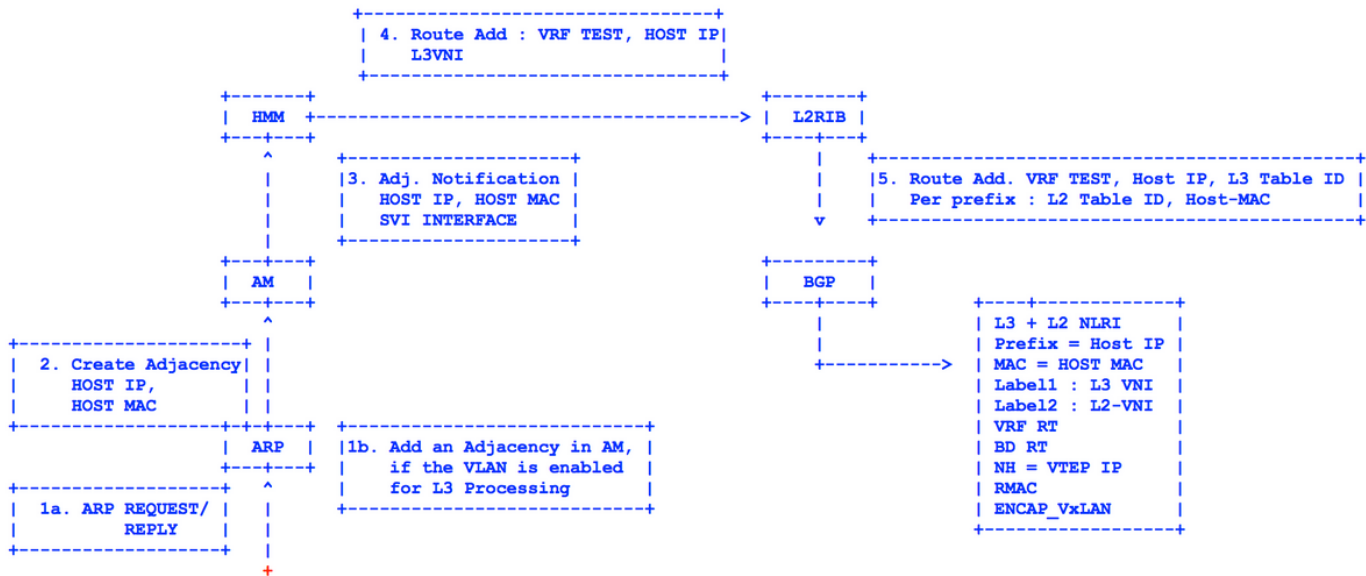 4. Route Add : VRF TEST, HOST IP
L3VNI
HMM
L2RIB
3. Adj. Notification
HOST IP, HOST MAC
SVI INTERFACE
5. Route Add. VRF TEST, Host IP, L3 Table ID
Per prefix : L2 Table ID, Host-MAC
AM
BGP
L3 + L2 NLRI
Prefix = Host IP
MAC = HOST MAC
Label1 : L3 VNI
Label2 : L2-VNI
VRF RT
BD RT
NH = VTEP IP
RMAC
ENCAP_VxLAN
2. Create Adjacency
HOST IP,
HOST MAC
ARP
1b. Add an Adjacency in AM,
if the VLAN is enabled
for L3 Processing
1a. ARP REQUEST/
REPLY